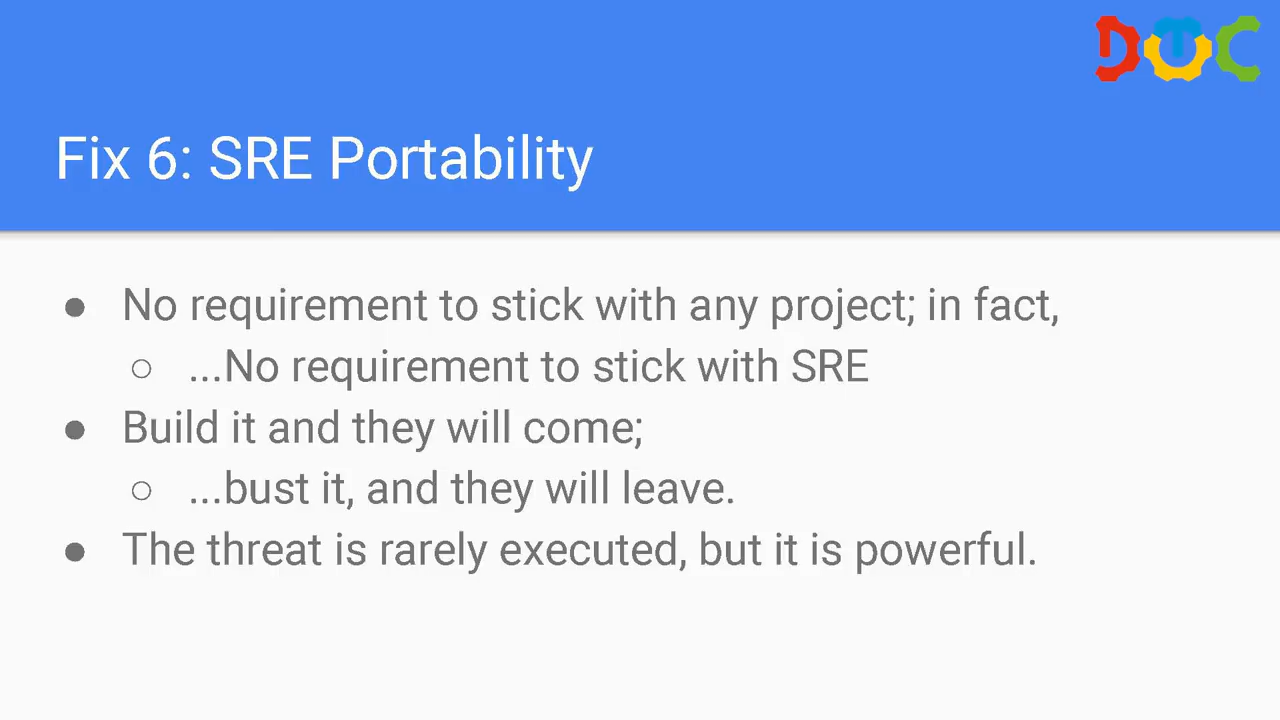 DUC
Fix 6: SRE Portability
● No requirement to stick with any project; in fact,
○ ...No requirement to stick with SRE
● Build it and they will come;
○ ...bust it, and they will leave.
● The threat is rarely executed, but it is powerful.